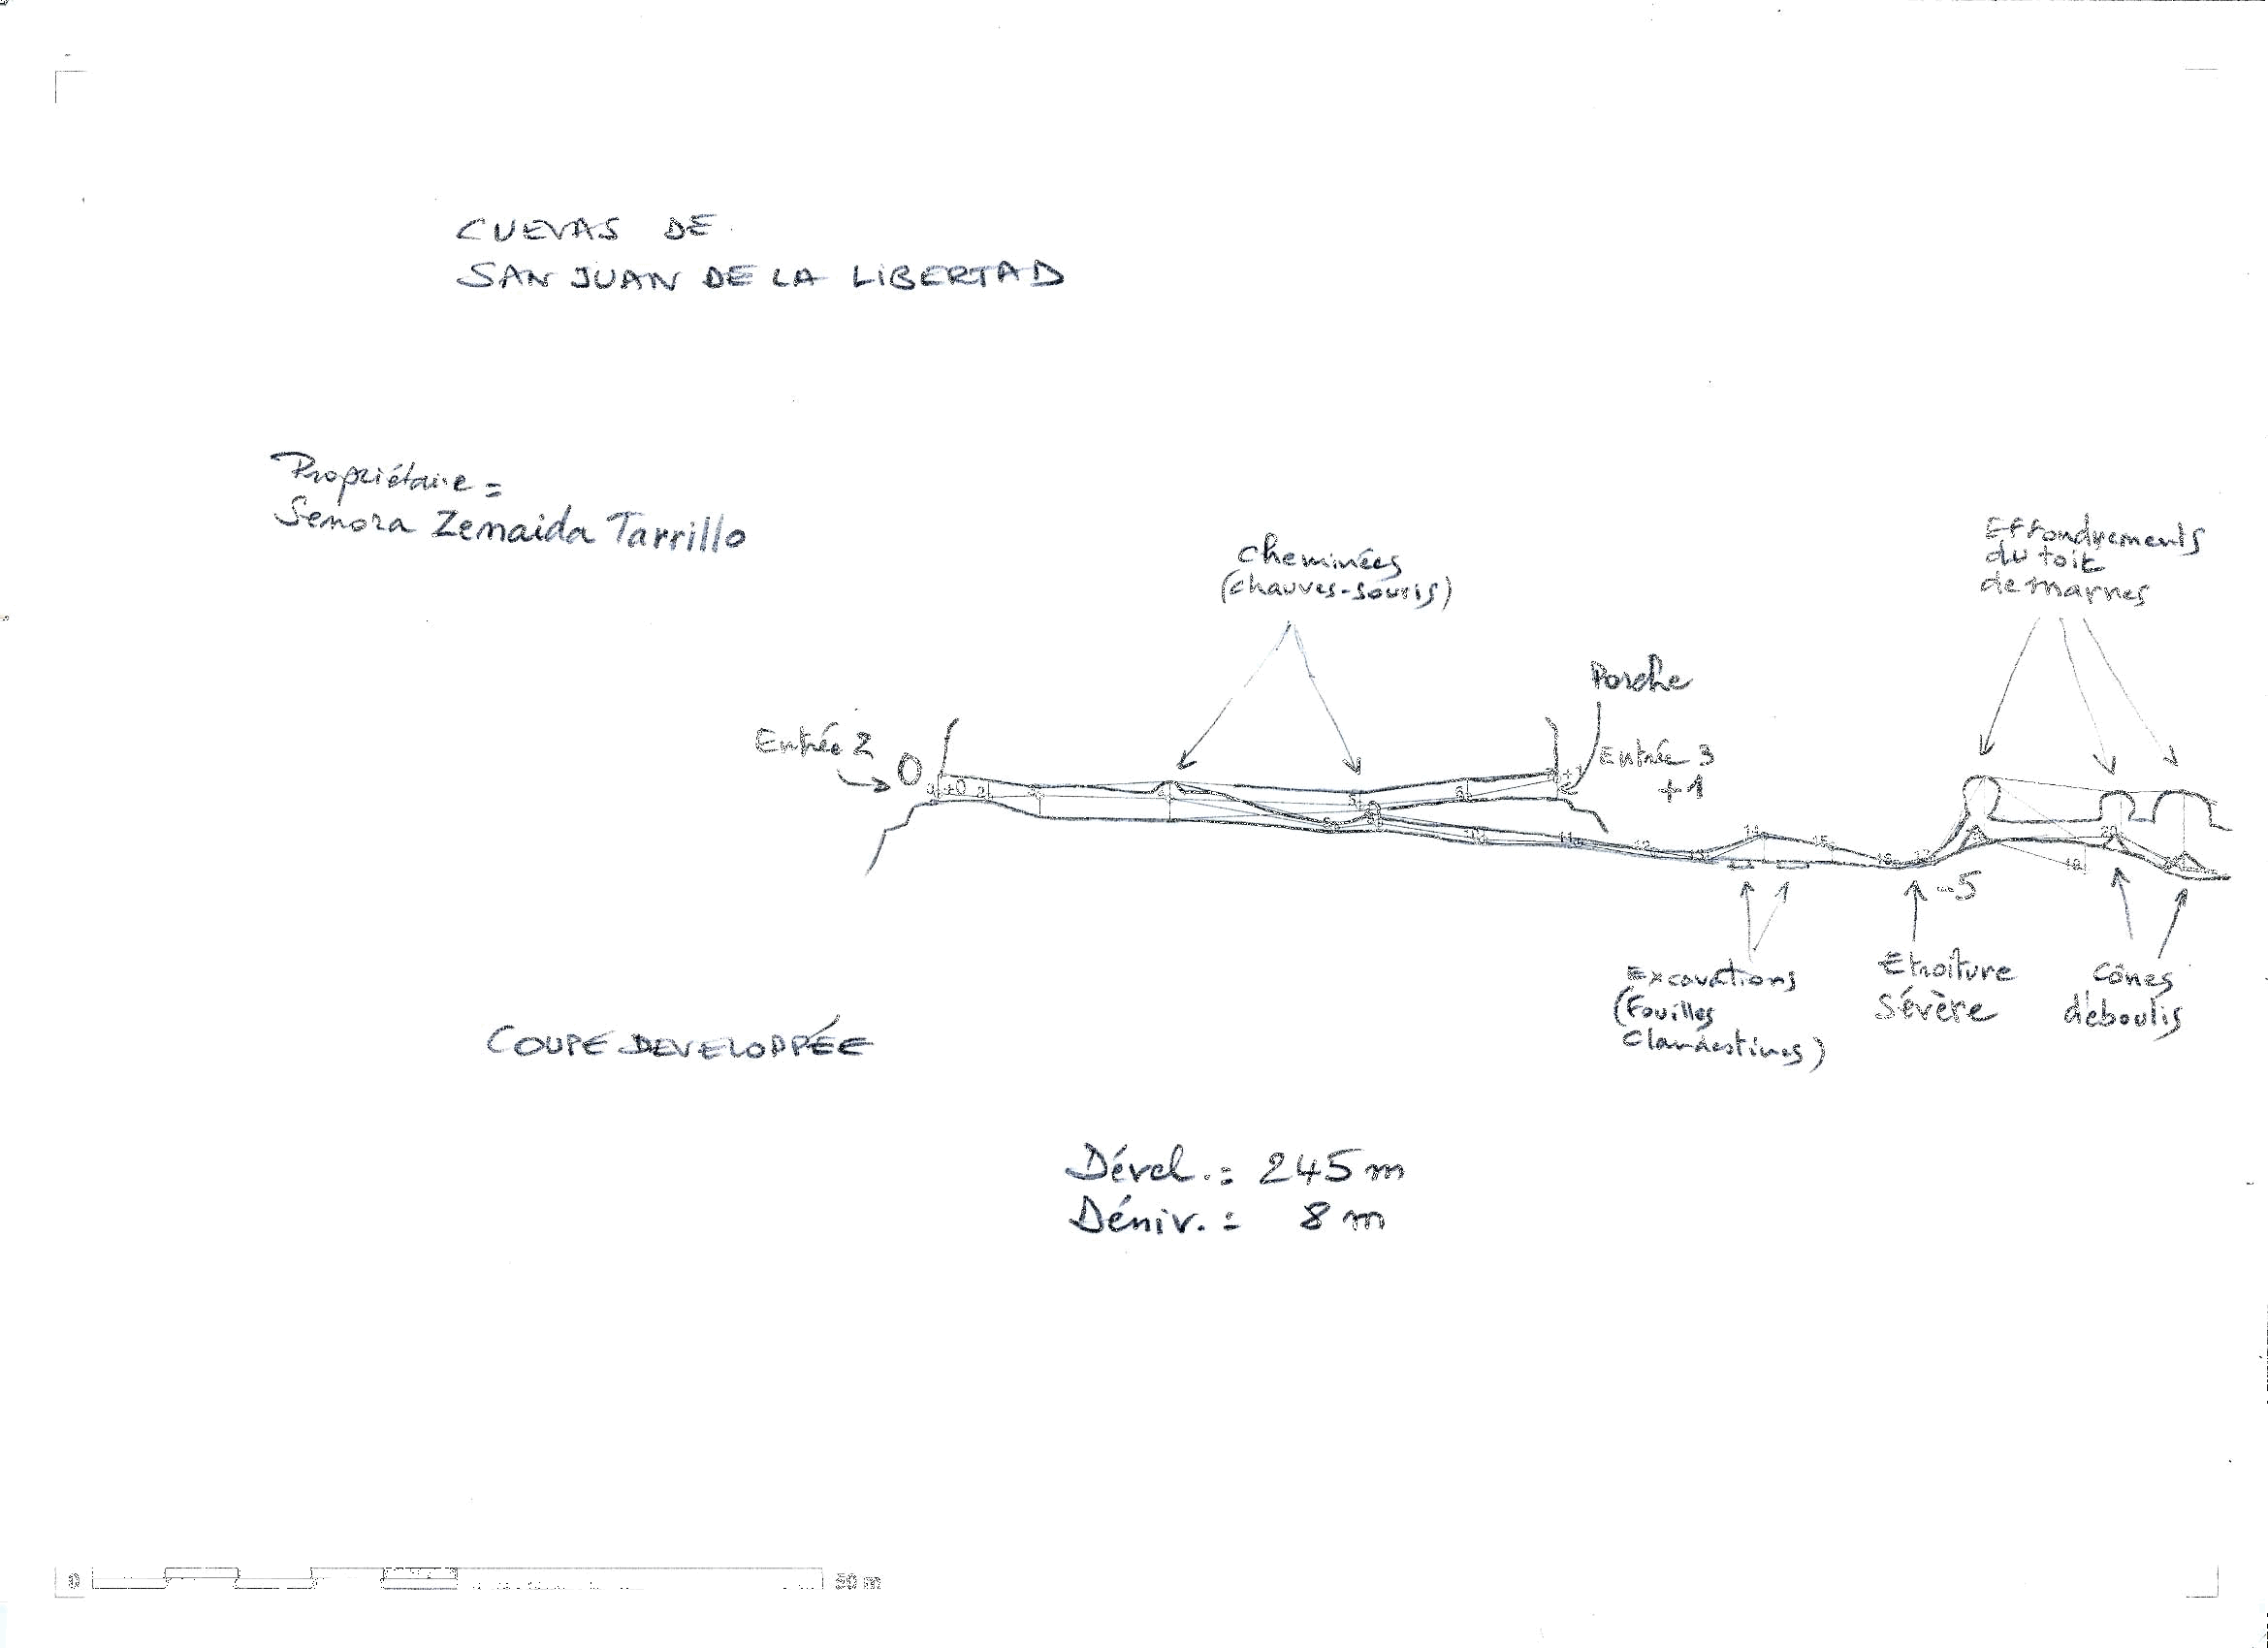 CUEVAS DE
SAN JUAN DE LA LIBERTAD
Propriétaire =
Senora Zemaida Tarrillo
Cheminées
(chauves-souris)
Effondrements
du toit
de marnes
Porche
Entrée 2
0
Entrée 3
+1
-5
Excavations
(Fouilles
Clandestines)
Etroiture
Sévère
Cônes
d'éboulis
COUPE DEVELOPPÉE
Dével. = 245 m
Déniv. = 8 m
0
50 m